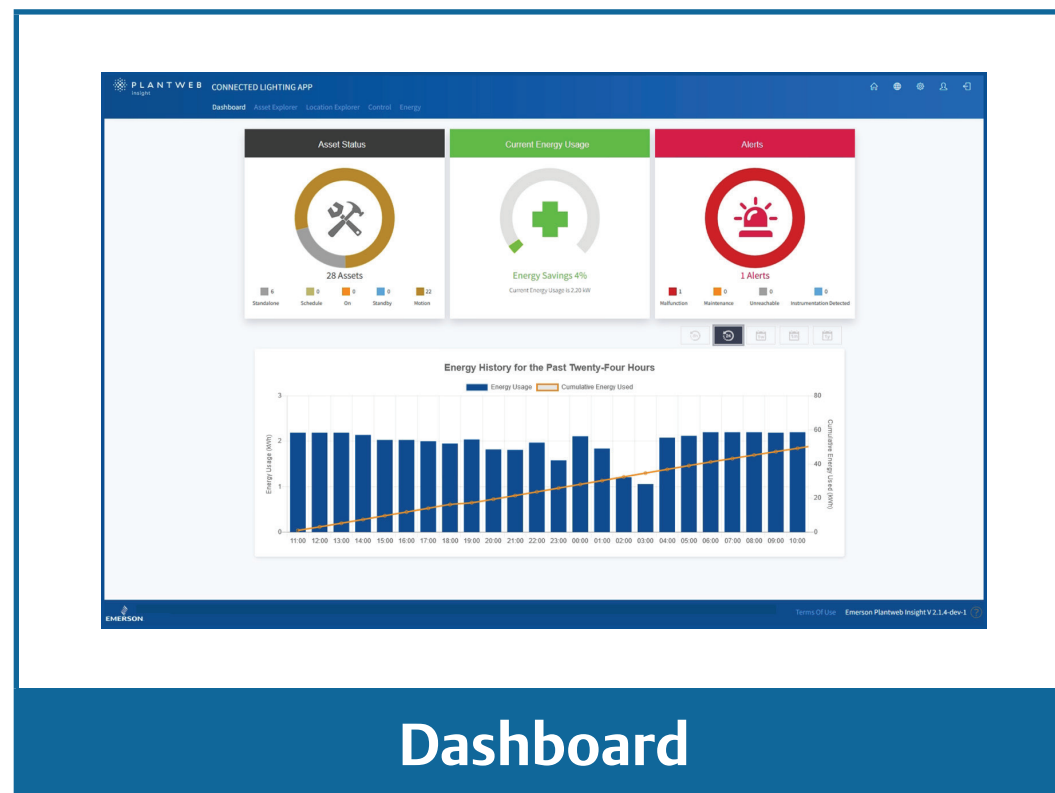 PLANTWEB
Insight
CONNECTED LIGHTING APP
Dashboard Asset Explorer Location Explorer Control Energy
Asset Status
28 Assets
6 0 0 0 22
Standalone Schedule On Standby Motion
Current Energy Usage
Energy Savings 4%
Current Energy Usage is 2.20 kW
Alerts
1 Alerts
1 0 0 0
Malfunction Maintenance Unreachable Instrumentation Detected
24
Energy History for the Past Twenty-Four Hours
Energy Usage Cumulative Energy Used
Energy Usage (kWh)
3
2
1
0
80
60
40
20
0
Cumulative Energy Used (kWh)
11:00 12:00 13:00 14:00 15:00 16:00 17:00 18:00 19:00 20:00 21:00 22:00 23:00 00:00 01:00 02:00 03:00 04:00 05:00 06:00 07:00 08:00 09:00 10:00
EMERSON
Terms Of Use Emerson Plantweb Insight V 2.1.4-dev-1 ?
Dashboard